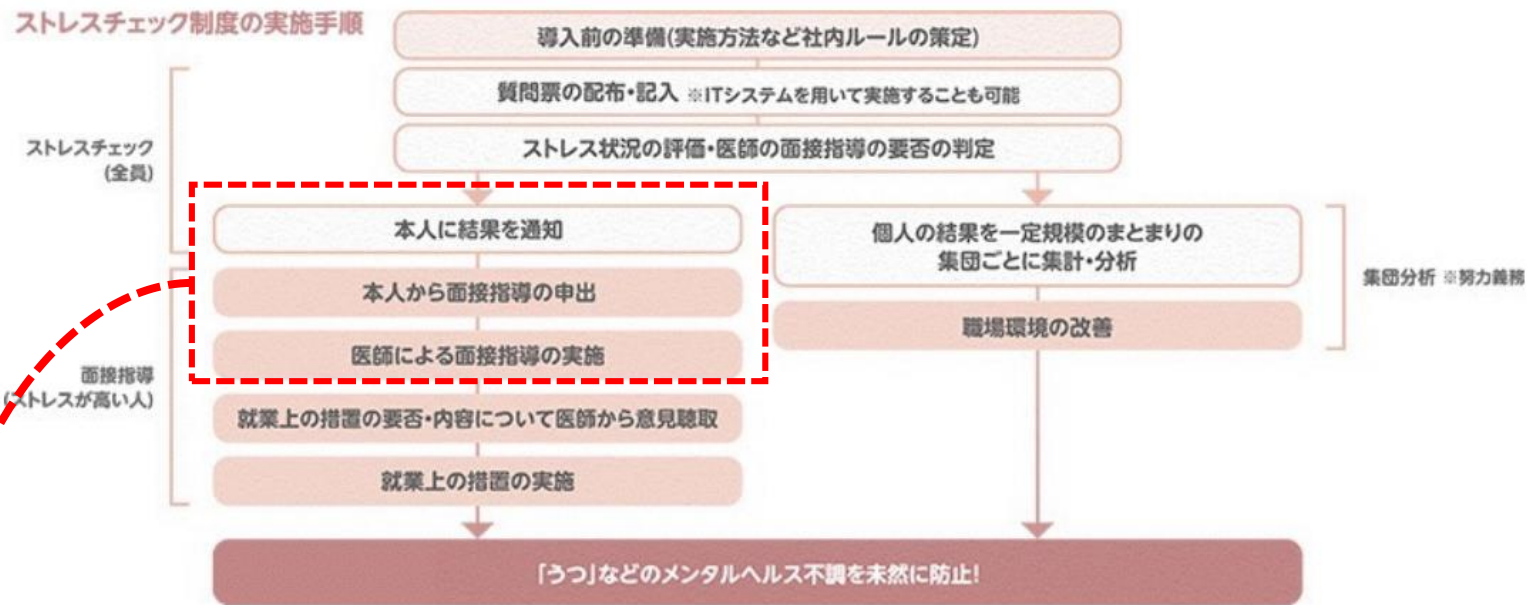 ストレスチェック制度の実施手順
導入前の準備(実施方法など社内ルールの策定)
質問票の配布・記入 ※ITシステムを用いて実施することも可能
ストレス状況の評価・医師の面接指導の要否の判定
ストレスチェック
(全員)
本人に結果を通知
本人から面接指導の申出
医師による面接指導の実施
面接指導
(ストレスが高い人)
就業上の措置の要否・内容について医師から意見聴取
就業上の措置の実施
個人の結果を一定規模のまとまりの
集団ごとに集計・分析
職場環境の改善
集団分析 ※努力義務
「うつ」などのメンタルヘルス不調を未然に防止!